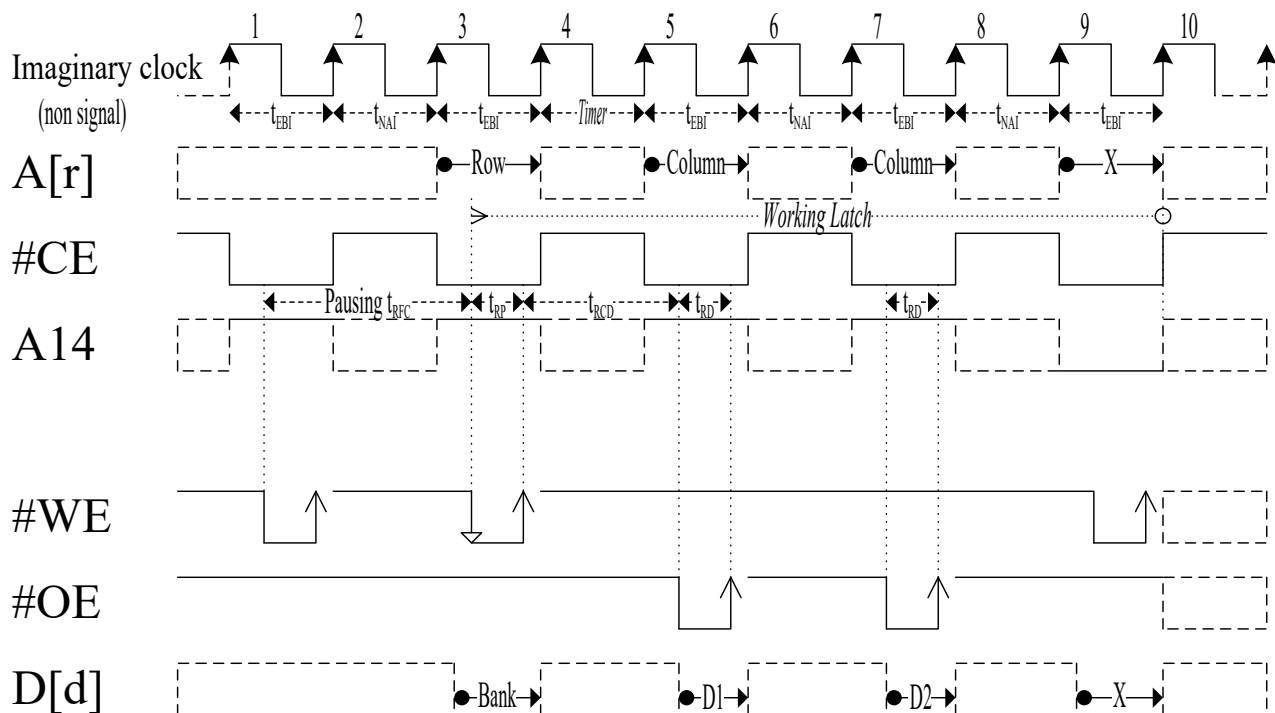 1 2 3 4 5 6 7 8 9 10
Imaginary clock
(non signal)
tEBI tNAI tEBI Timer tEBI tNAI tEBI tNAI tEBI
A[r] Row Column Column X
Working Latch
#CE
Pausing tRFC tRP tRCD tRD tRD
A14
#WE
#OE
D[d] Bank D1 D2 X